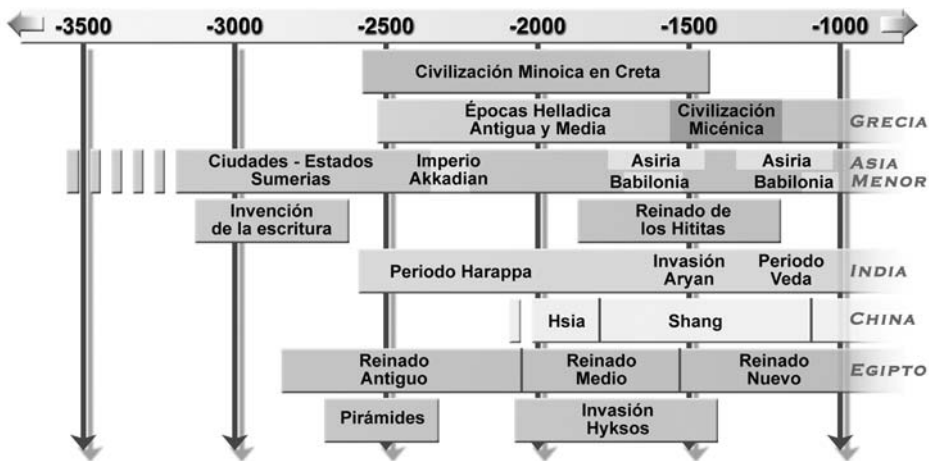 -3500 -3000 -2500 -2000 -1500 -1000
Civilización Minoica en Creta
Épocas Helladica
Antigua y Media
Civilización
Micénica
GRECIA
Ciudades - Estados
Sumerias
Imperio
Akkadian
Asiria
Babilonia
Asiria
Babilonia
ASIA
MENOR
Invención
de la escritura
Reinado de
los Hititas
Periodo Harappa
Invasión
Aryan
Periodo
Veda
INDIA
Hsia
Shang
CHINA
Reinado
Antiguo
Reinado
Medio
Reinado
Nuevo
EGIPTO
Pirámides
Invasión
Hyksos